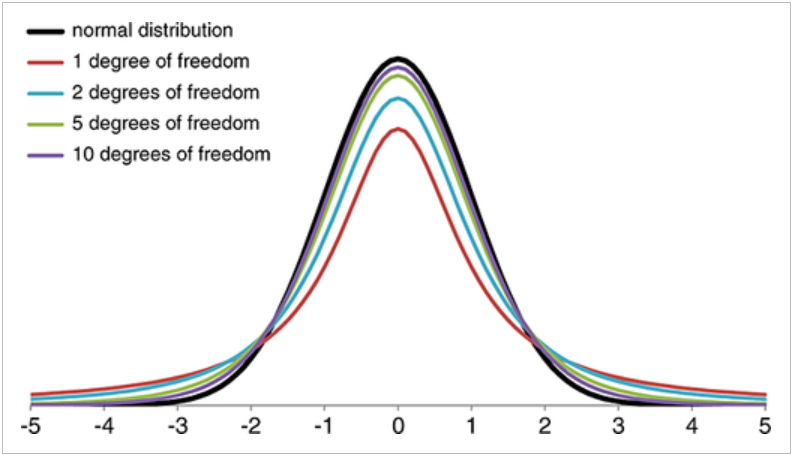 normal distribution
1 degree of freedom
2 degrees of freedom
5 degrees of freedom
10 degrees of freedom
-5 -4 -3 -2 -1 0 1 2 3 4 5